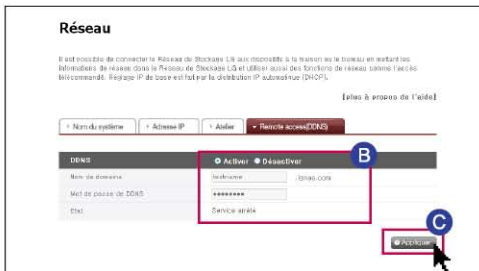 Réseau
Il est possible de connecter le Réseau de Stockage LG aux dispositifs à la maison ou le bureau en mettant les
informations de réseau dans le Réseau de Stockage LG et utiliser aussi des fonctions de réseau comme l'accès
télécommandé. Réglage IP de base est fait par la distribution IP automatique (DHCP).
[plus à propos de l'aide]
Nom du système
Adresse IP
Atelier
Remote access(DDNS)
DDNS
Activer
Désactiver
B
Nom de domaine
hostname
.lgnas.com
Mot de passe de DDNS
••••••••
Etat
Service arrêté
C
Appliquer